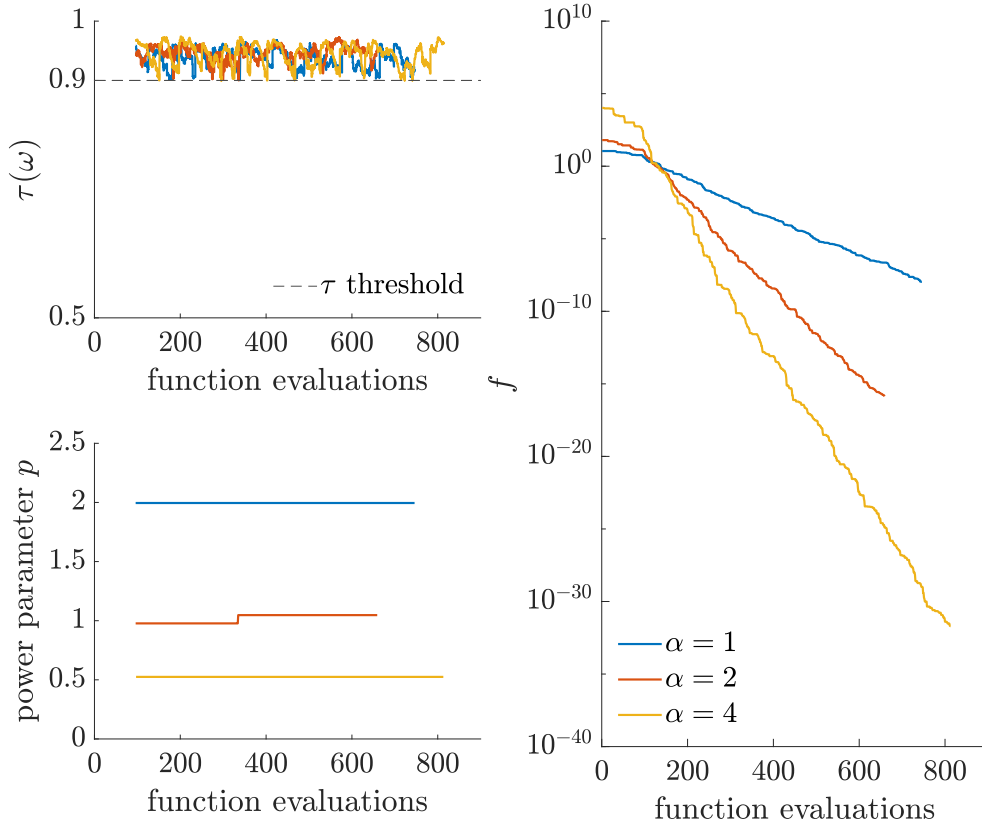 1
0.9
τ(ω)
0.5
τ threshold
0 200 400 600 800
function evaluations
2.5
2
1.5
1
0.5
0
power parameter p
0 200 400 600 800
function evaluations
10^10
10^0
10^-10
10^-20
10^-30
10^-40
f
α = 1
α = 2
α = 4
0 200 400 600 800
function evaluations